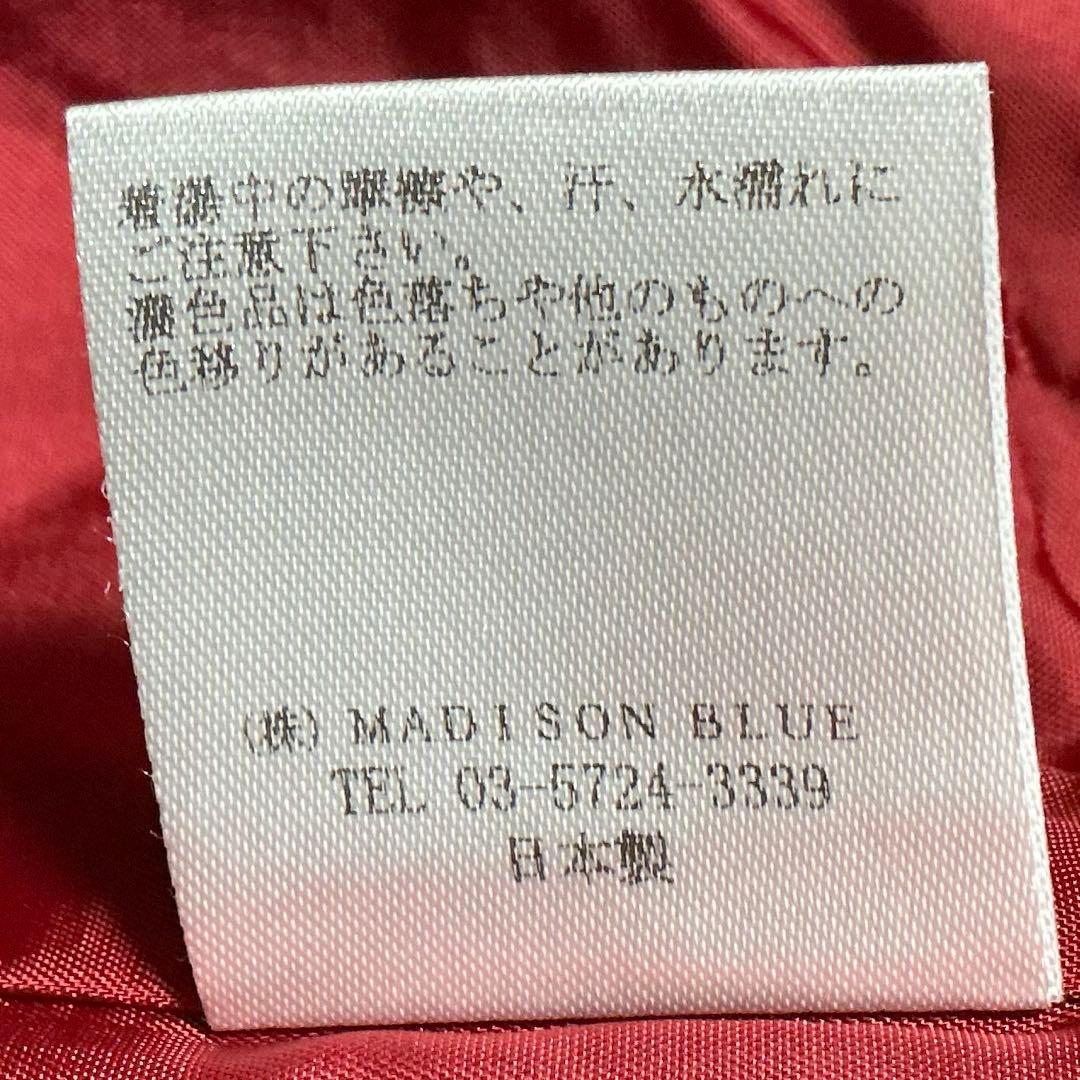 着湿中の摩擦や、汗、水濡れに
ご注意下さい。
濃色品は色落ちや他のものへの
色移りがあることがあります。
(株) MADISON BLUE
TEL 03-5724-3339
日本製